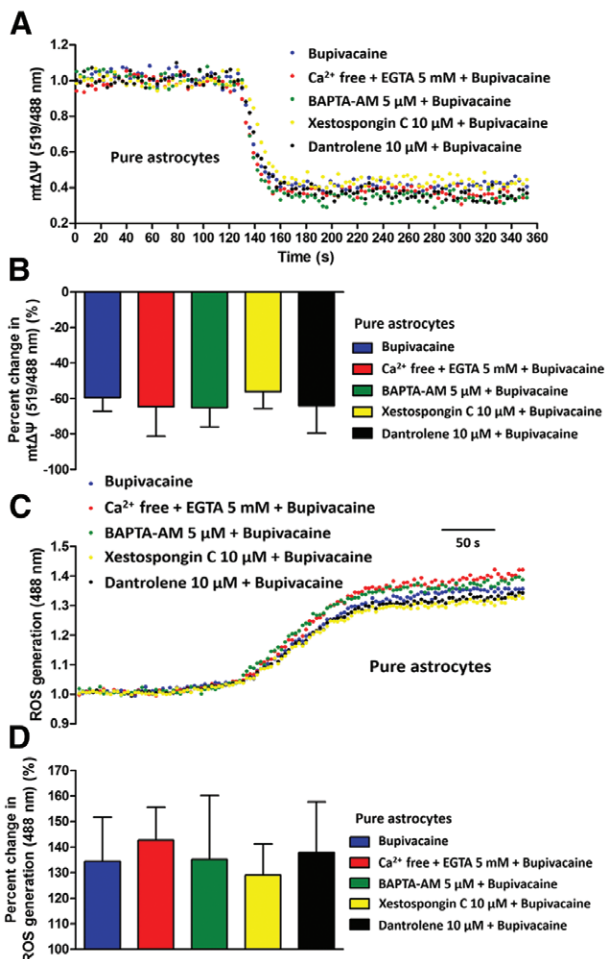 A
mtΔΨ (519/488 nm)
1.2
1.0
0.8
0.6
0.4
0.2
Bupivacaine
Ca²⁺ free + EGTA 5 mM + Bupivacaine
BAPTA-AM 5 µM + Bupivacaine
Xestospongin C 10 µM + Bupivacaine
Dantrolene 10 µM + Bupivacaine
Pure astrocytes
0 20 40 60 80 100 120 140 160 180 200 220 240 260 280 300 320 340 360
Time (s)
B
Percent change in
mtΔΨ (519/488 nm) (%)
0
-20
-40
-60
-80
-100
Pure astrocytes
Bupivacaine
Ca²⁺ free + EGTA 5 mM + Bupivacaine
BAPTA-AM 5 µM + Bupivacaine
Xestospongin C 10 µM + Bupivacaine
Dantrolene 10 µM + Bupivacaine
C
Bupivacaine
Ca²⁺ free + EGTA 5 mM + Bupivacaine
BAPTA-AM 5 µM + Bupivacaine
Xestospongin C 10 µM + Bupivacaine
Dantrolene 10 µM + Bupivacaine
50 s
ROS generation (488 nm)
1.5
1.4
1.3
1.2
1.1
1.0
0.9
Pure astrocytes
D
Percent change in
ROS generation (488 nm) (%)
170
160
150
140
130
120
110
100
Pure astrocytes
Bupivacaine
Ca²⁺ free + EGTA 5 mM + Bupivacaine
BAPTA-AM 5 µM + Bupivacaine
Xestospongin C 10 µM + Bupivacaine
Dantrolene 10 µM + Bupivacaine